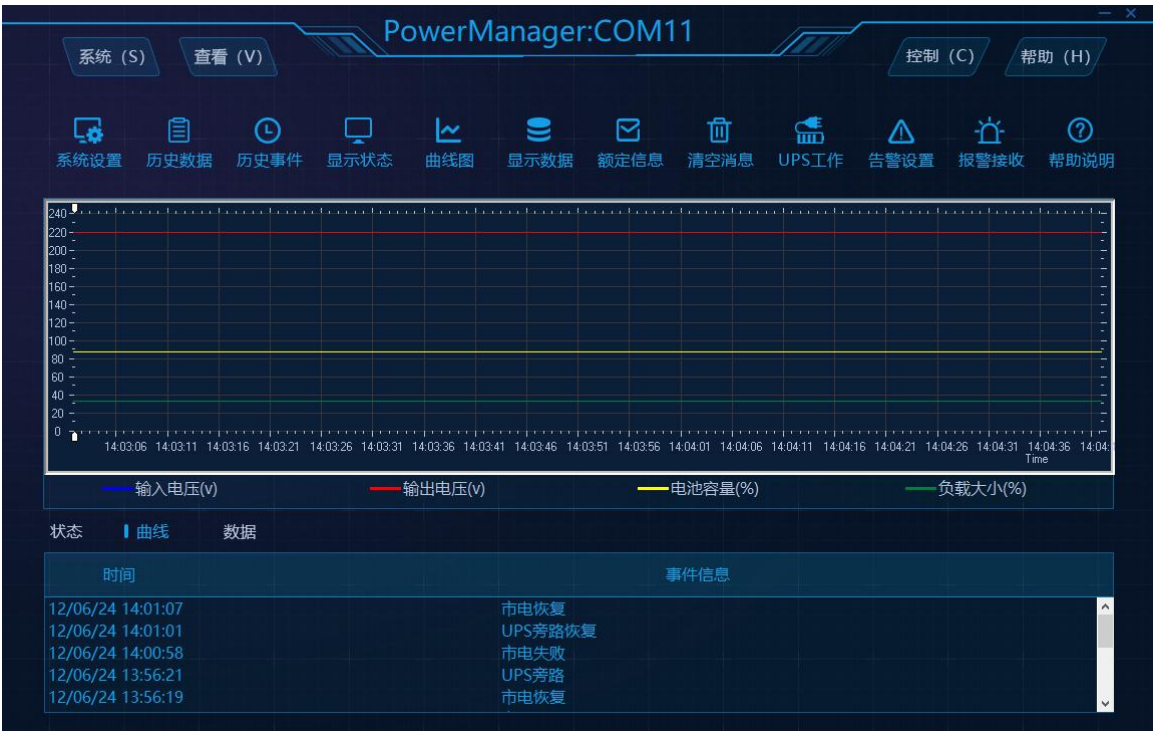 PowerManager:COM11
系统 (S) 查看 (V) 控制 (C) 帮助 (H)
系统设置 历史数据 历史事件 显示状态 曲线图 显示数据 额定信息 清空消息 UPS工作 告警设置 报警接收 帮助说明
240
220
200
180
160
140
120
100
80
60
40
20
0
14:03:06 14:03:11 14:03:16 14:03:21 14:03:26 14:03:31 14:03:36 14:03:41 14:03:46 14:03:51 14:03:56 14:04:01 14:04:06 14:04:11 14:04:16 14:04:21 14:04:26 14:04:31 14:04:36 14:04:
Time
输入电压(v) 输出电压(v) 电池容量(%) 负载大小(%)
状态 曲线 数据
时间 事件信息
12/06/24 14:01:07 市电恢复
12/06/24 14:01:01 UPS旁路恢复
12/06/24 14:00:58 市电失败
12/06/24 13:56:21 UPS旁路
12/06/24 13:56:19 市电恢复